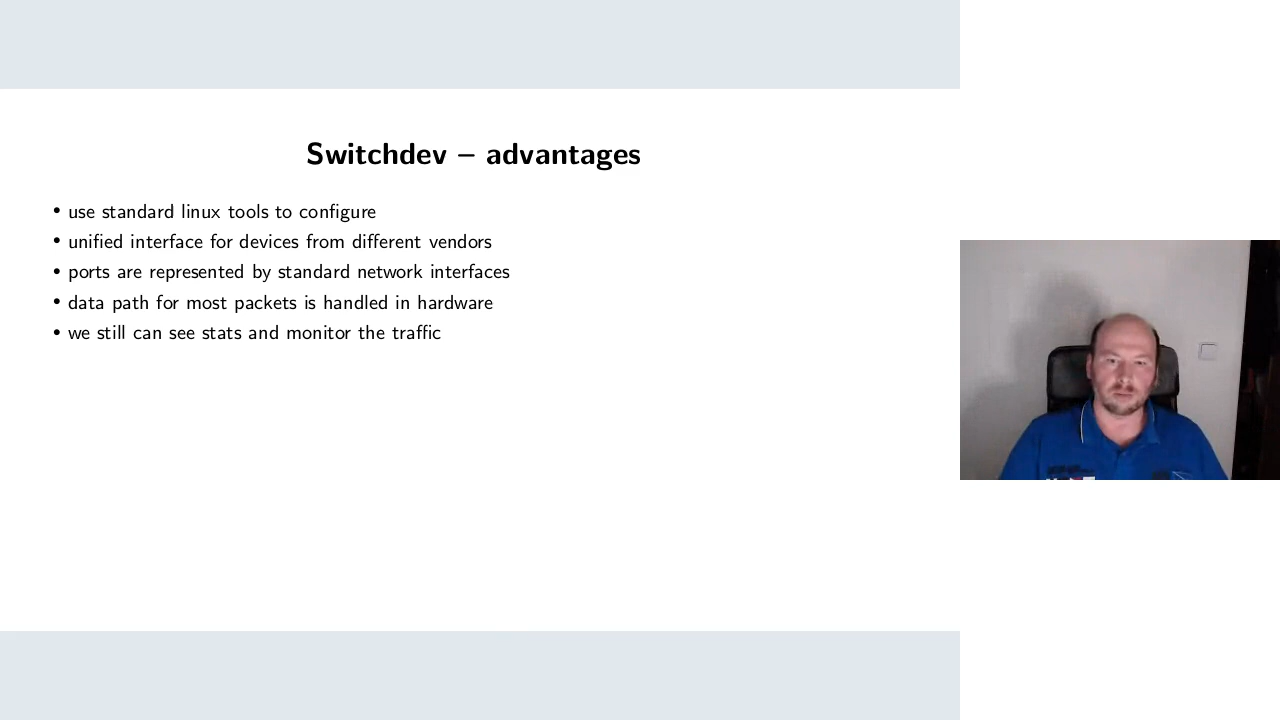 Switchdev – advantages
• use standard linux tools to configure
• unified interface for devices from different vendors
• ports are represented by standard network interfaces
• data path for most packets is handled in hardware
• we still can see stats and monitor the traffic